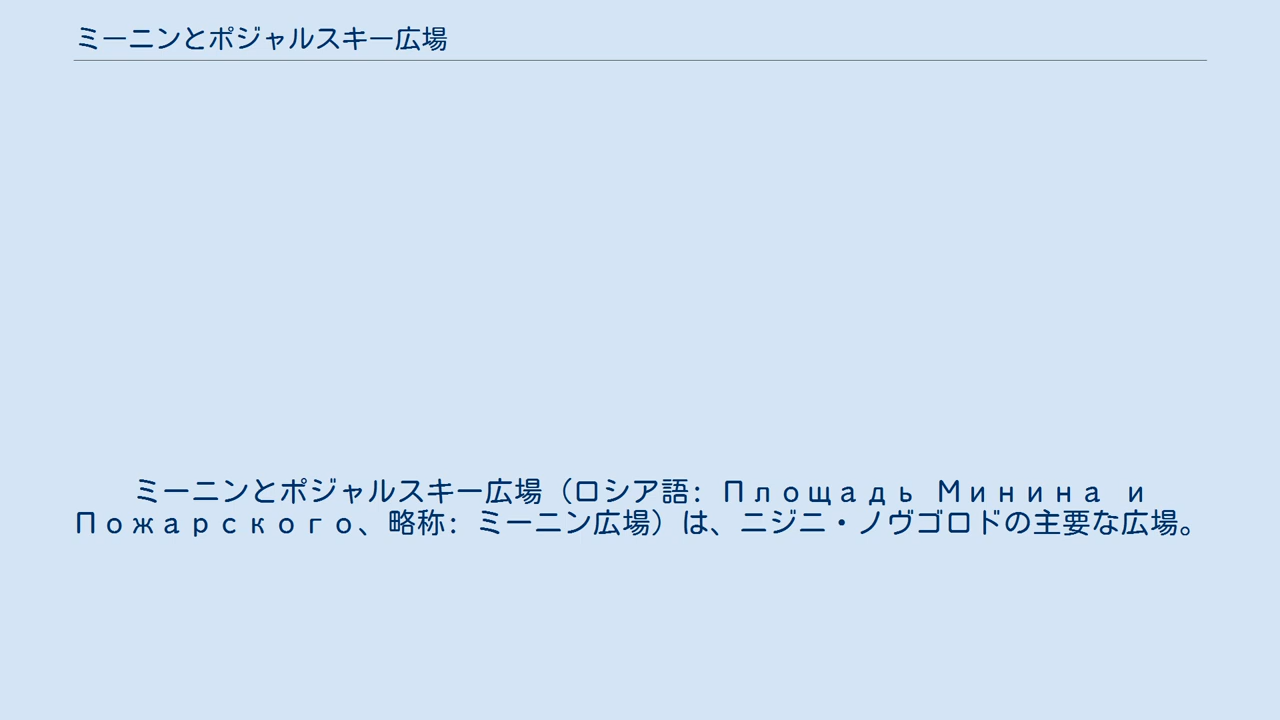 ミーニンとポジャルスキー広場
ミーニンとポジャルスキー広場（ロシア語: Площадь Минина и
Пожарского、略称: ミーニン広場）は、ニジニ・ノヴゴロドの主要な広場。